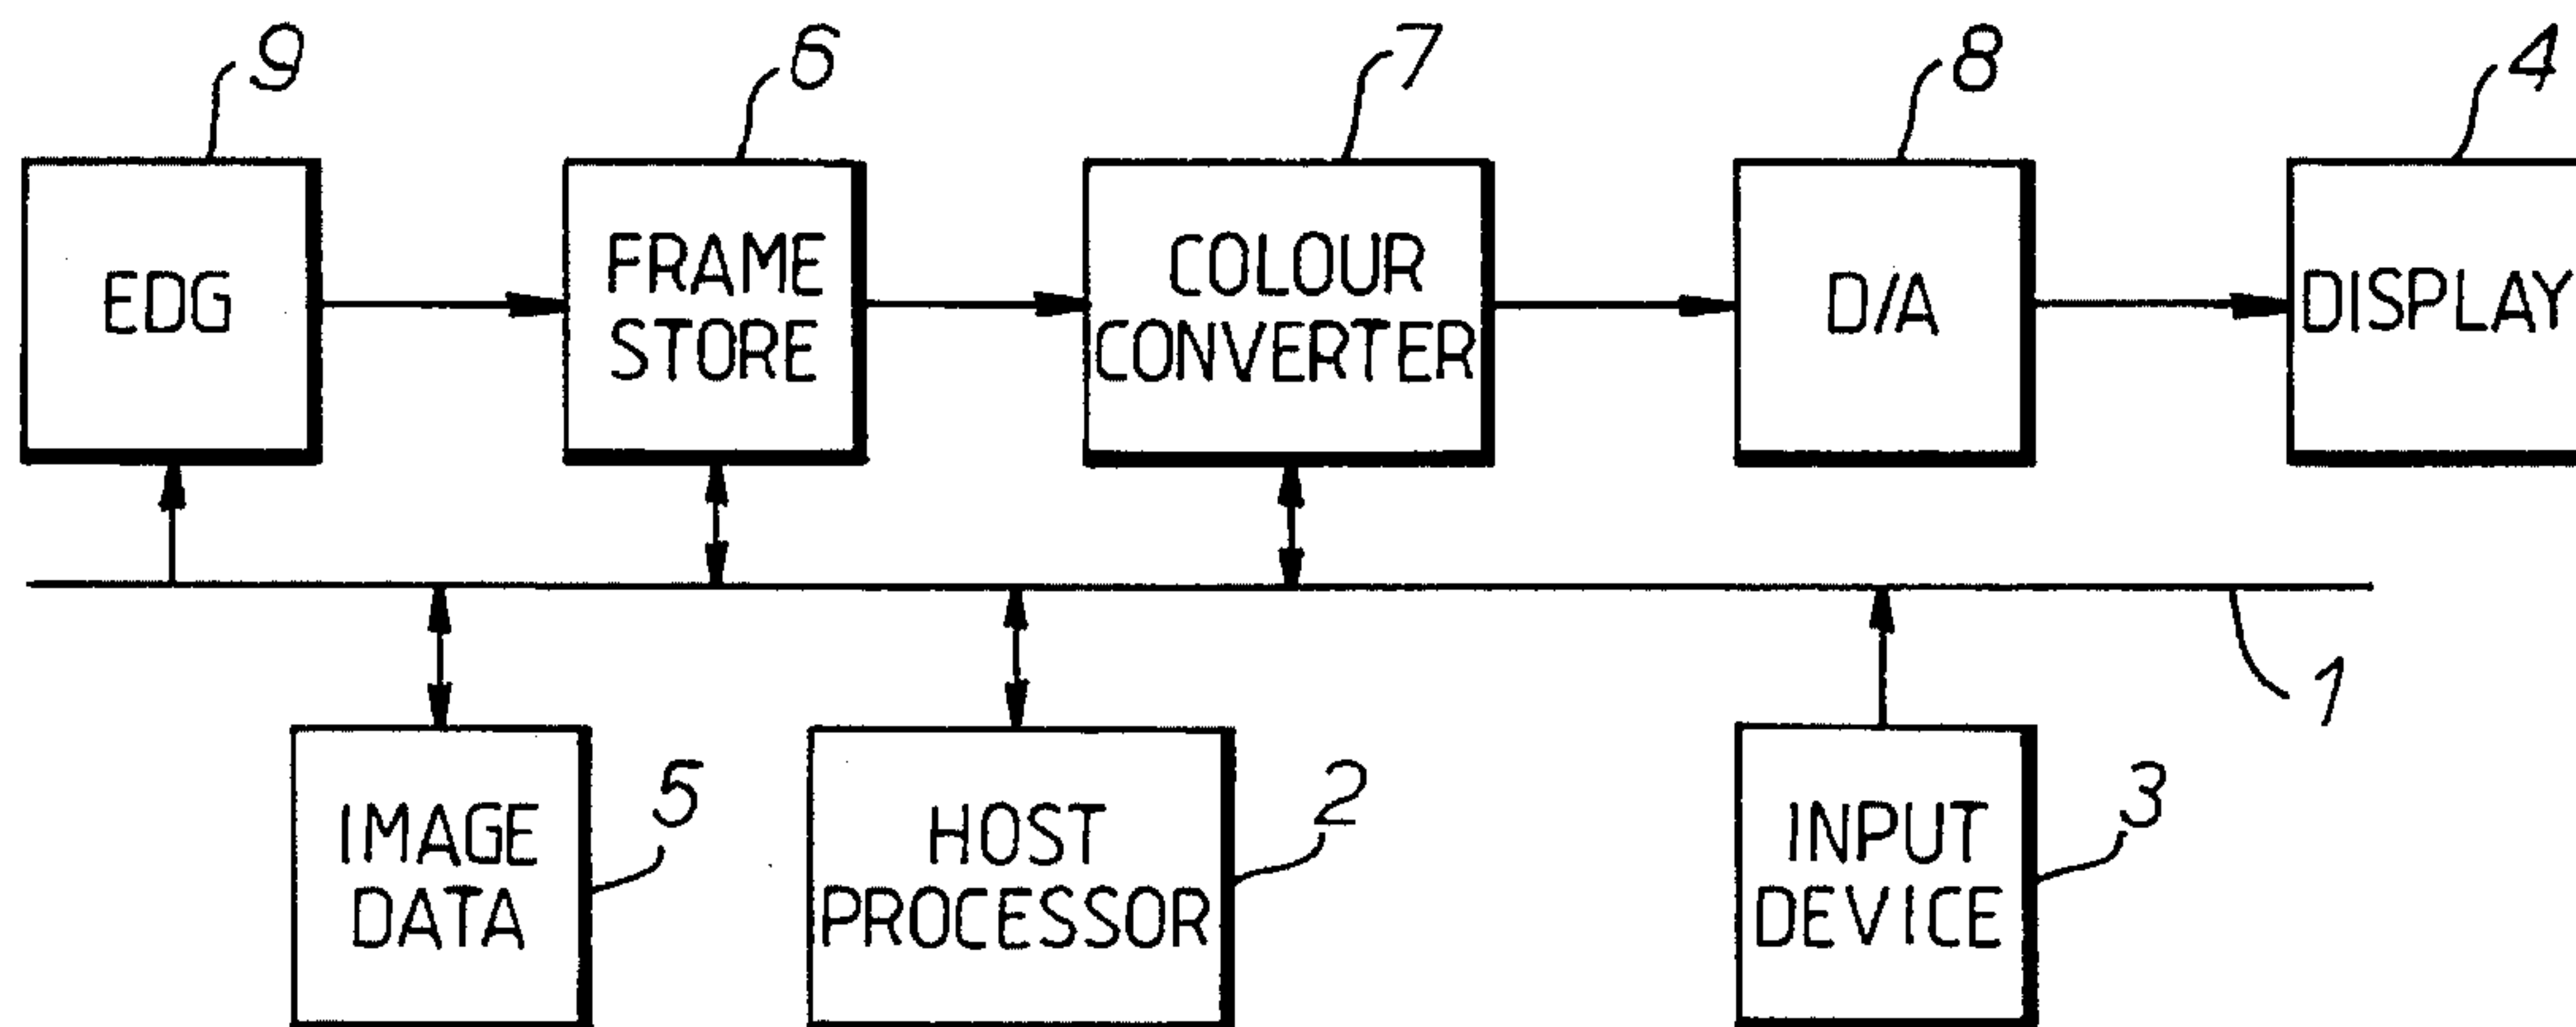 9
6
7
8
4
EDG
FRAME
STORE
COLOUR
CONVERTER
D/A
DISPLAY
1
5
2
3
IMAGE
DATA
HOST
PROCESSOR
INPUT
DEVICE